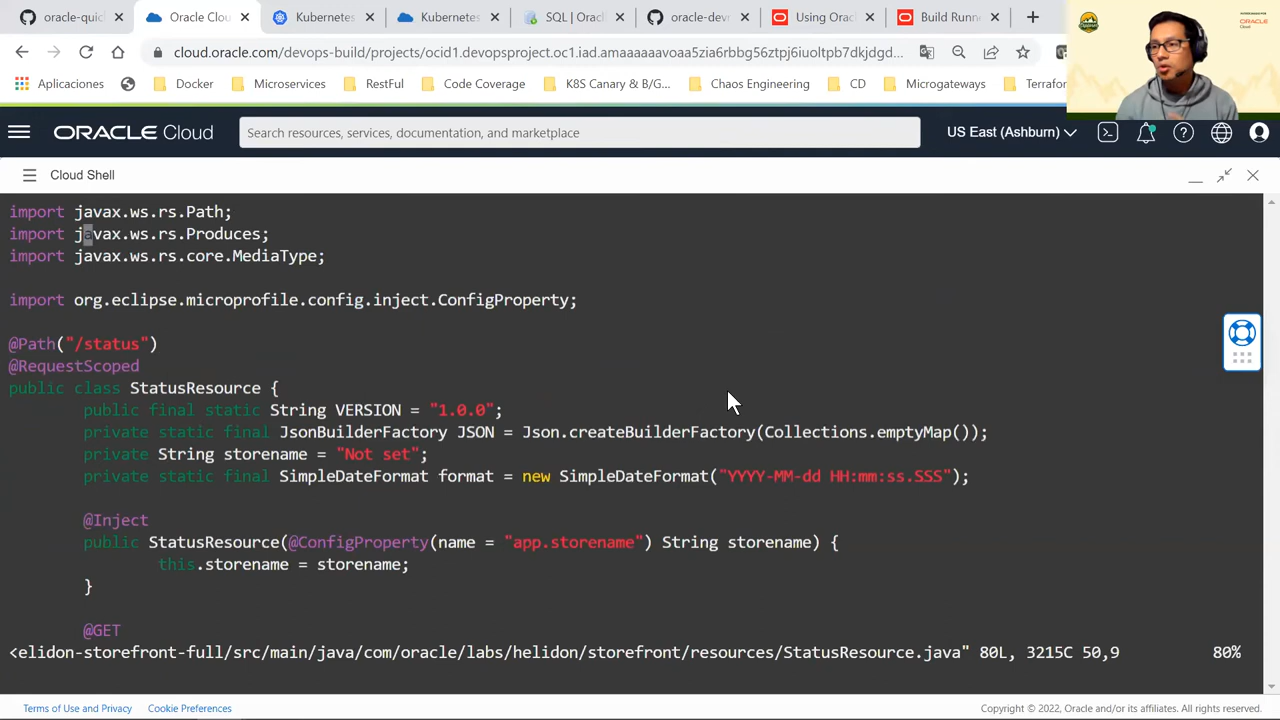 oracle-quic
Oracle Clou
Kubernetes
Kubernetes
SCM: Oracl
oracle-dev
Using Oracl
Build Runne
cloud.oracle.com/devops-build/projects/ocid1.devopsproject.oc1.iad.amaaaaaavoaa5zia6rbbg56ztpj6iuoltpb7dkjdgd...
Aplicaciones
Docker
Microservices
RestFul
Code Coverage
K8S Canary & B/G...
Chaos Engineering
CD
Microgateways
Terrafor
ORACLE Cloud
Search resources, services, documentation, and marketplace
US East (Ashburn)
Cloud Shell
import javax.ws.rs.Path;
import javax.ws.rs.Produces;
import javax.ws.rs.core.MediaType;
import org.eclipse.microprofile.config.inject.ConfigProperty;
@Path("/status")
@RequestScoped
public class StatusResource {
public final static String VERSION = "1.0.0";
private static final JsonBuilderFactory JSON = Json.createBuilderFactory(Collections.emptyMap());
private String storename = "Not set";
private static final SimpleDateFormat format = new SimpleDateFormat("YYYY-MM-dd HH:mm:ss.SSS");
@Inject
public StatusResource(@ConfigProperty(name = "app.storename") String storename) {
this.storename = storename;
}
@GET
<elidon-storefront-full/src/main/java/com/oracle/labs/helidon/storefront/resources/StatusResource.java" 80L, 3215C 50,9 80%
Terms of Use and Privacy
Cookie Preferences
Copyright © 2022, Oracle and/or its affiliates. All rights reserved.